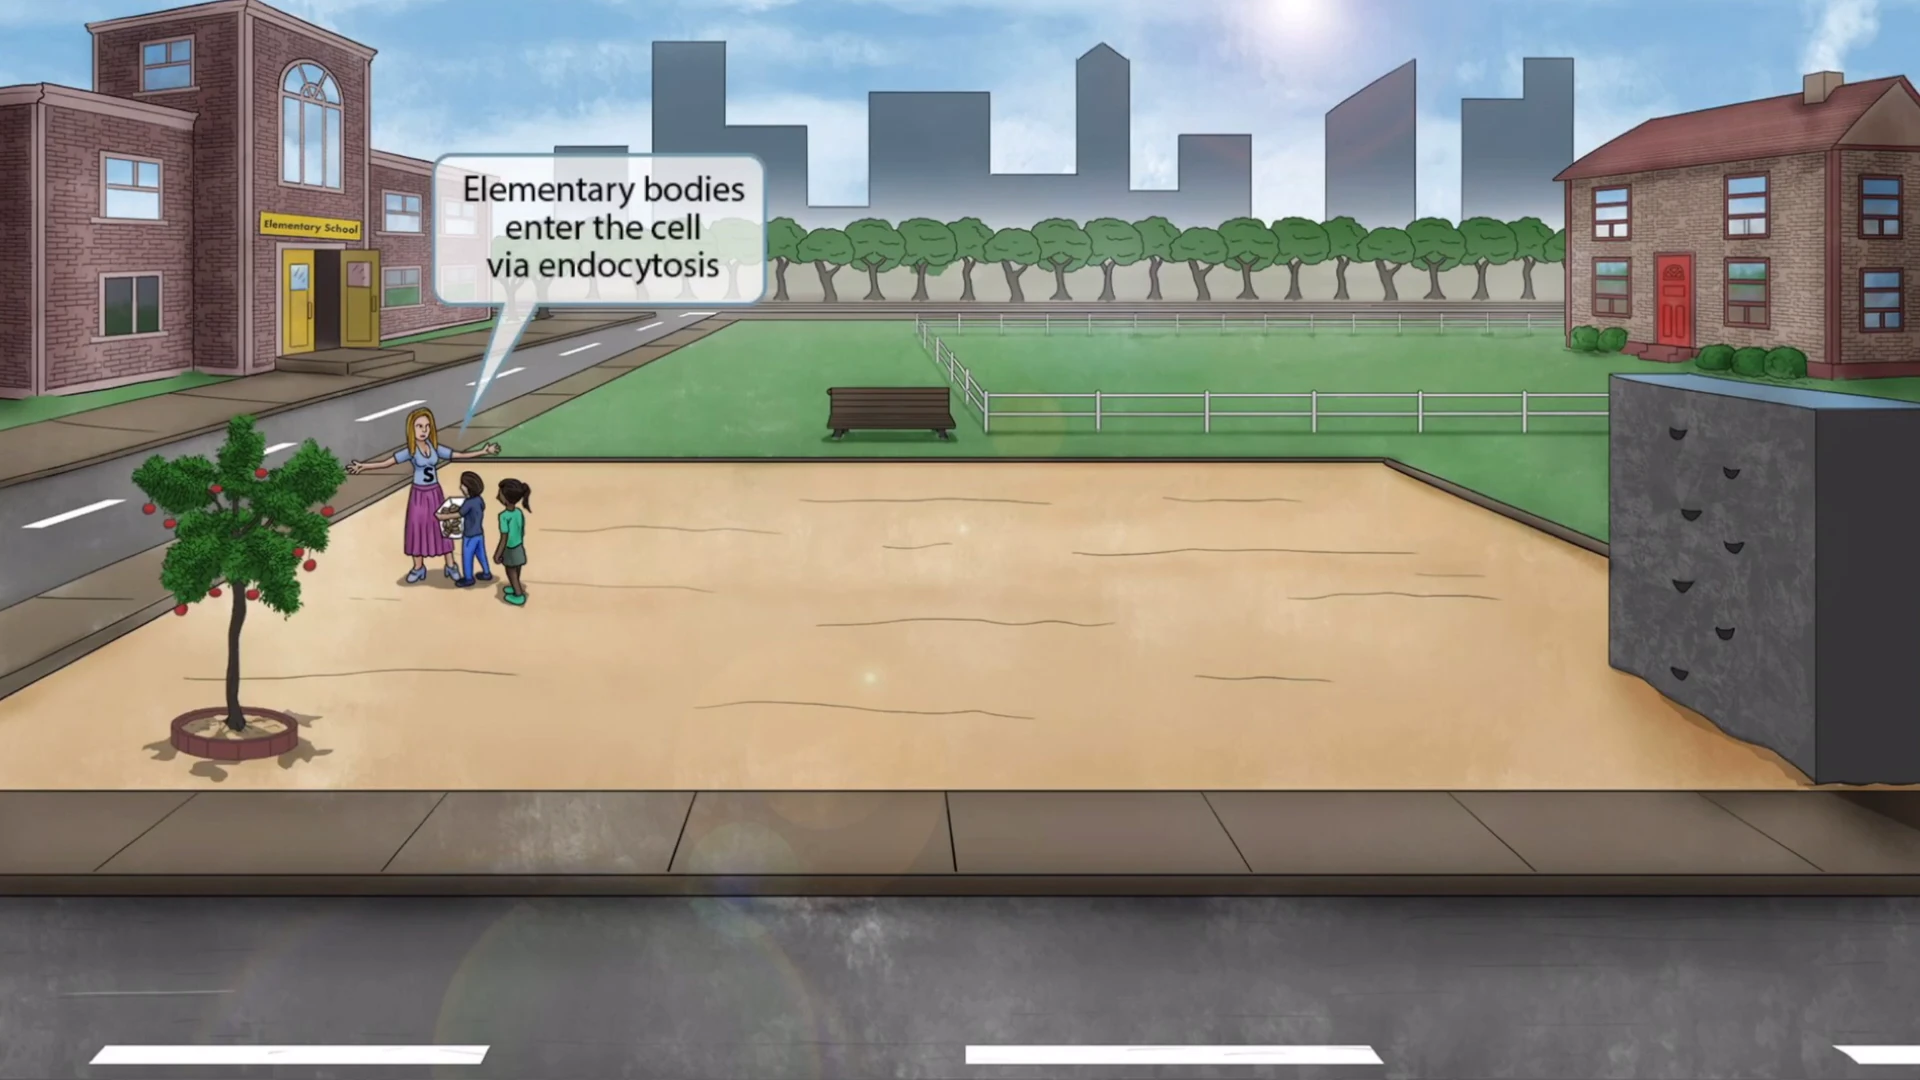 Elementary bodies
enter the cell
via endocytosis
Elementary School
S